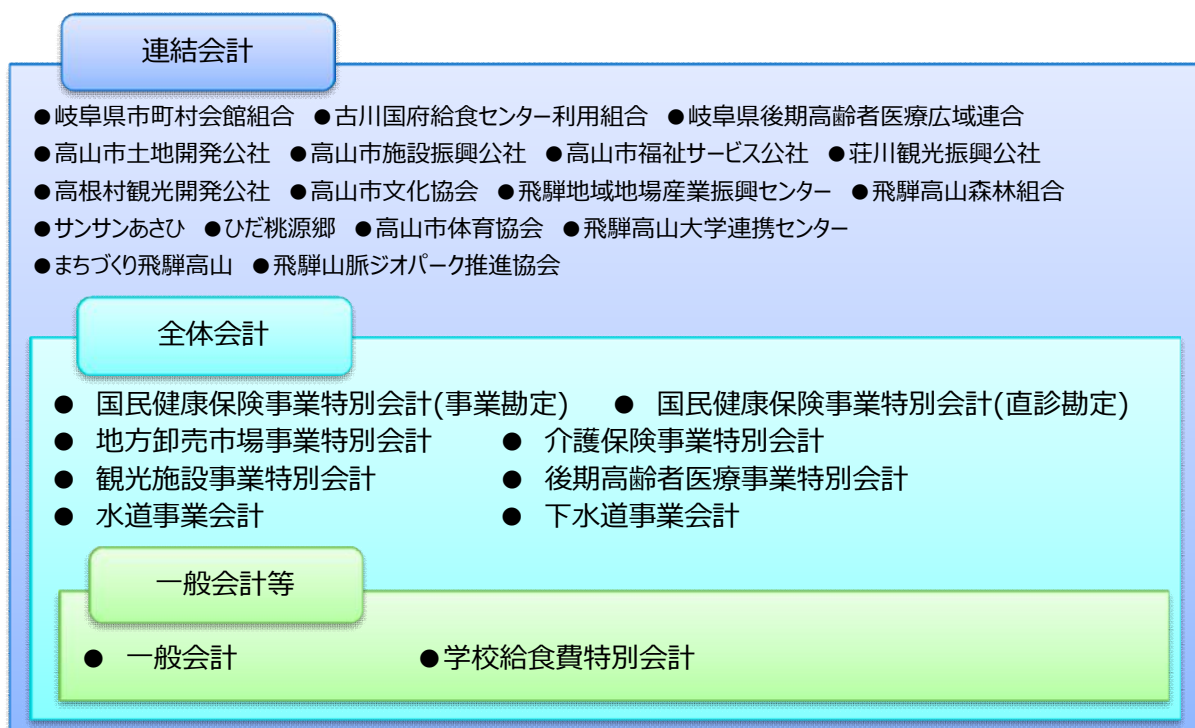 連結会計
●岐阜県市町村会館組合 ●古川国府給食センター利用組合 ●岐阜県後期高齢者医療広域連合
●高山市土地開発公社 ●高山市施設振興公社 ●高山市福祉サービス公社 ●荘川観光振興公社
●高根村観光開発公社 ●高山市文化協会 ●飛騨地域地場産業振興センター ●飛騨高山森林組合
●サンサンあさひ ●ひだ桃源郷 ●高山市体育協会 ●飛騨高山大学連携センター
●まちづくり飛騨高山 ●飛騨山脈ジオパーク推進協会
全体会計
● 国民健康保険事業特別会計(事業勘定) ● 国民健康保険事業特別会計(直診勘定)
● 地方卸売市場事業特別会計 ● 介護保険事業特別会計
● 観光施設事業特別会計 ● 後期高齢者医療事業特別会計
● 水道事業会計 ● 下水道事業会計
一般会計等
● 一般会計 ●学校給食費特別会計